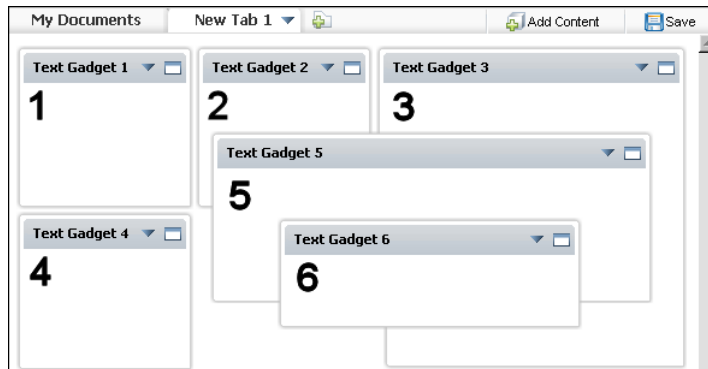 My Documents New Tab 1 Add Content Save
Text Gadget 1 Text Gadget 2 Text Gadget 3
1 2 3
Text Gadget 5
5
Text Gadget 4 Text Gadget 6
4 6